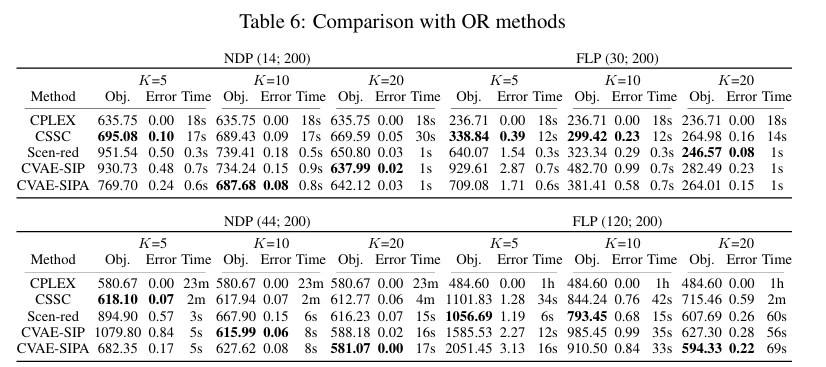 Table 6: Comparison with OR methods
NDP (14; 200) FLP (30; 200)
K=5 K=10 K=20 K=5 K=10 K=20
Method Obj. Error Time Obj. Error Time Obj. Error Time Obj. Error Time Obj. Error Time Obj. Error Time
CPLEX 635.75 0.00 18s 635.75 0.00 18s 635.75 0.00 18s 236.71 0.00 18s 236.71 0.00 18s 236.71 0.00 18s
CSSC 695.08 0.10 17s 689.43 0.09 17s 669.59 0.05 30s 338.84 0.39 12s 299.42 0.23 12s 264.98 0.16 14s
Scen-red 951.54 0.50 0.3s 739.41 0.18 0.5s 650.80 0.03 1s 640.07 1.54 0.3s 323.34 0.29 0.3s 246.57 0.08 1s
CVAE-SIP 930.73 0.48 0.7s 734.24 0.15 0.9s 637.99 0.02 1s 929.61 2.87 0.7s 482.70 0.99 0.7s 282.49 0.23 1s
CVAE-SIPA 769.70 0.24 0.6s 687.68 0.08 0.8s 642.12 0.03 1s 709.08 1.71 0.6s 381.41 0.58 0.7s 264.01 0.15 1s
NDP (44; 200) FLP (120; 200)
K=5 K=10 K=20 K=5 K=10 K=20
Method Obj. Error Time Obj. Error Time Obj. Error Time Obj. Error Time Obj. Error Time Obj. Error Time
CPLEX 580.67 0.00 23m 580.67 0.00 23m 580.67 0.00 23m 484.60 0.00 1h 484.60 0.00 1h 484.60 0.00 1h
CSSC 618.10 0.07 2m 617.94 0.07 2m 612.77 0.06 4m 1101.83 1.28 34s 844.24 0.76 42s 715.46 0.59 2m
Scen-red 894.90 0.57 3s 667.90 0.15 6s 616.23 0.07 15s 1056.69 1.19 6s 793.45 0.68 15s 607.69 0.26 60s
CVAE-SIP 1079.80 0.84 5s 615.99 0.06 8s 588.18 0.02 16s 1585.53 2.27 12s 985.45 0.99 35s 627.30 0.28 56s
CVAE-SIPA 682.35 0.17 5s 627.62 0.08 8s 581.07 0.00 17s 2051.45 3.13 16s 910.50 0.84 33s 594.33 0.22 69s